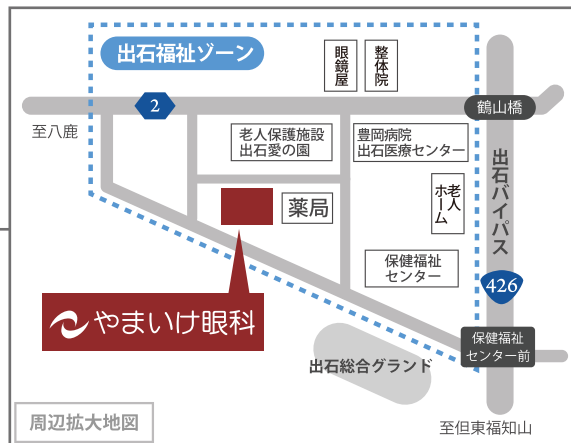 出石福祉ゾーン
眼鏡屋
整体院
2
鶴山橋
至八鹿
老人保護施設
出石愛の園
豊岡病院
出石医療センター
出石バイパス
老人
ホーム
薬局
保健福祉
センター
426
やまいけ眼科
保健福祉
センター前
出石総合グランド
周辺拡大地図
至但東福知山